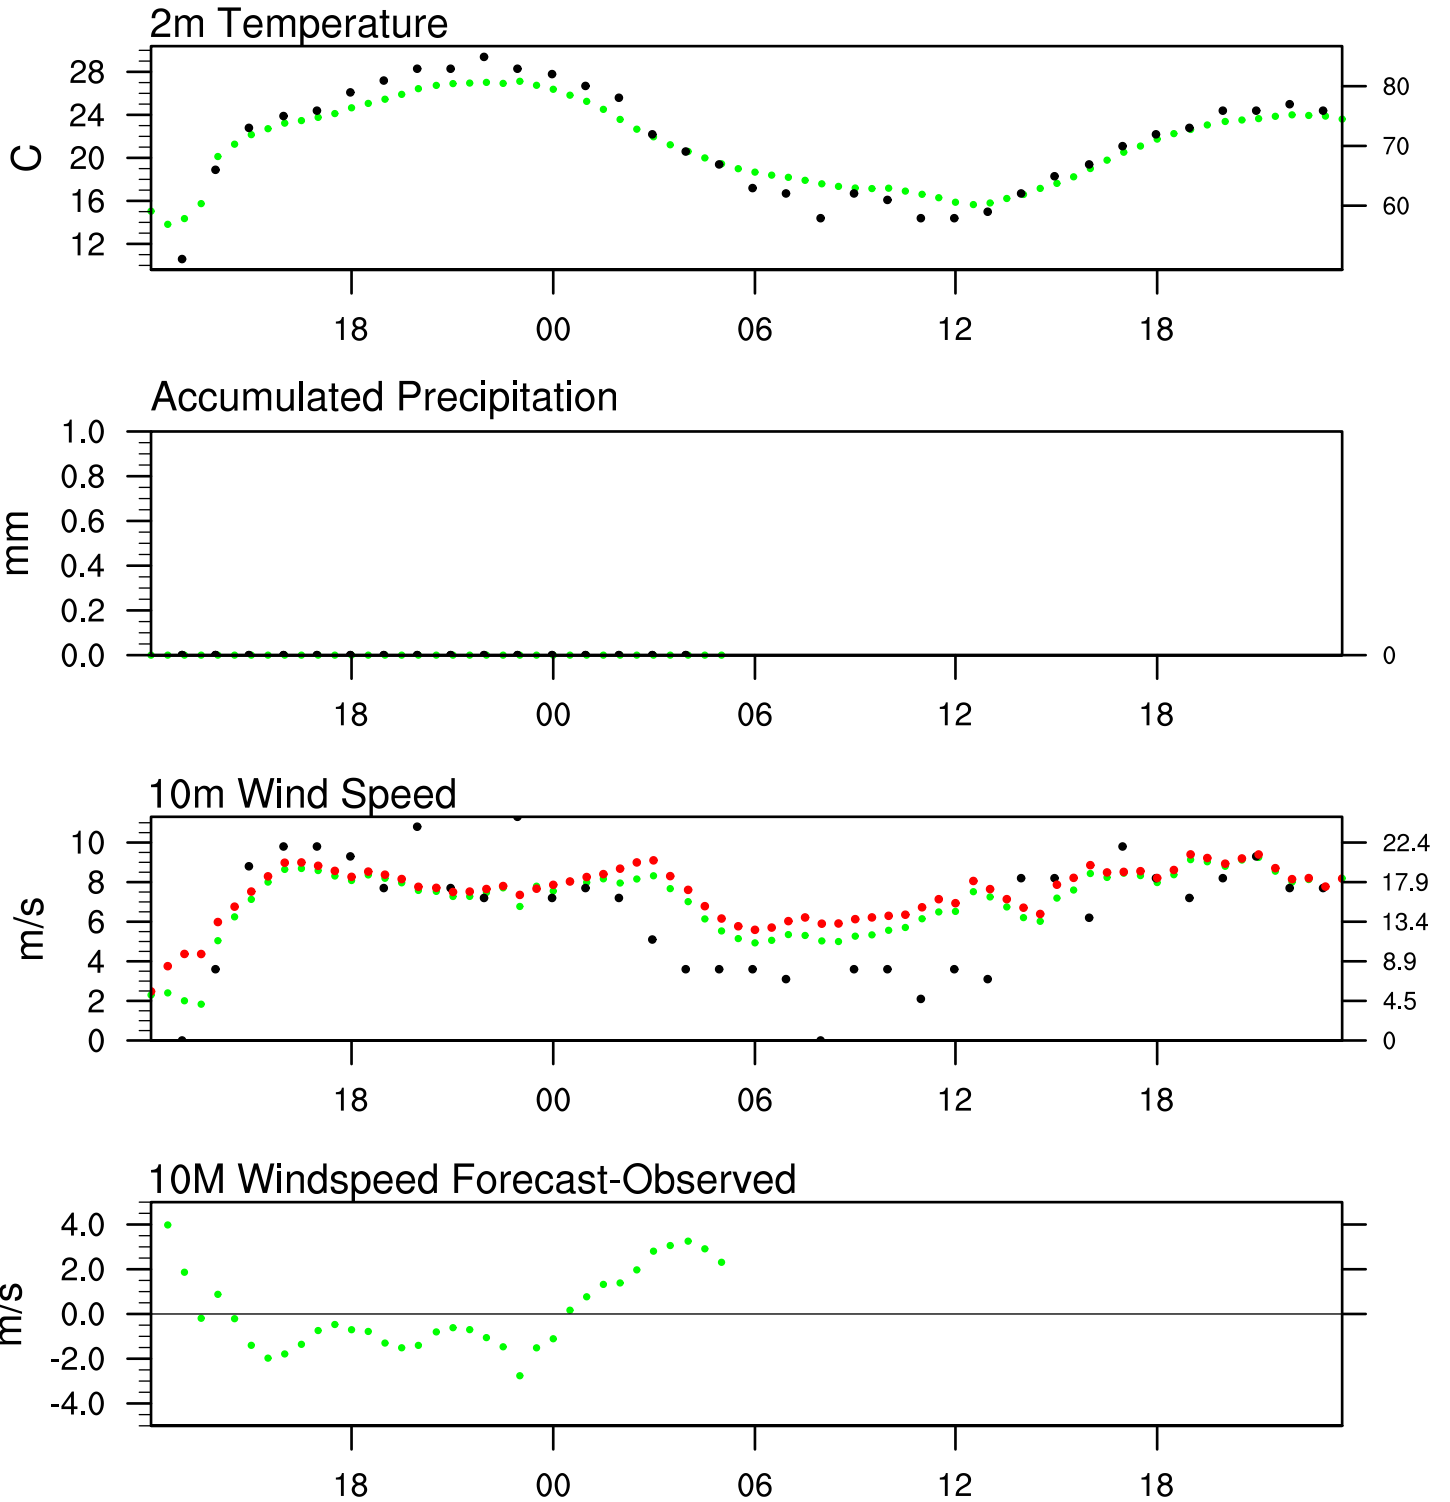 2m Temperature
28
24
20
16
12
C
80
70
60
18 00 06 12 18
Accumulated Precipitation
1.0
0.8
0.6
0.4
0.2
0.0
mm
0
18 00 06 12 18
10m Wind Speed
10
8
6
4
2
0
m/s
22.4
17.9
13.4
8.9
4.5
0
18 00 06 12 18
10M Windspeed Forecast-Observed
4.0
2.0
0.0
-2.0
-4.0
m/s
18 00 06 12 18